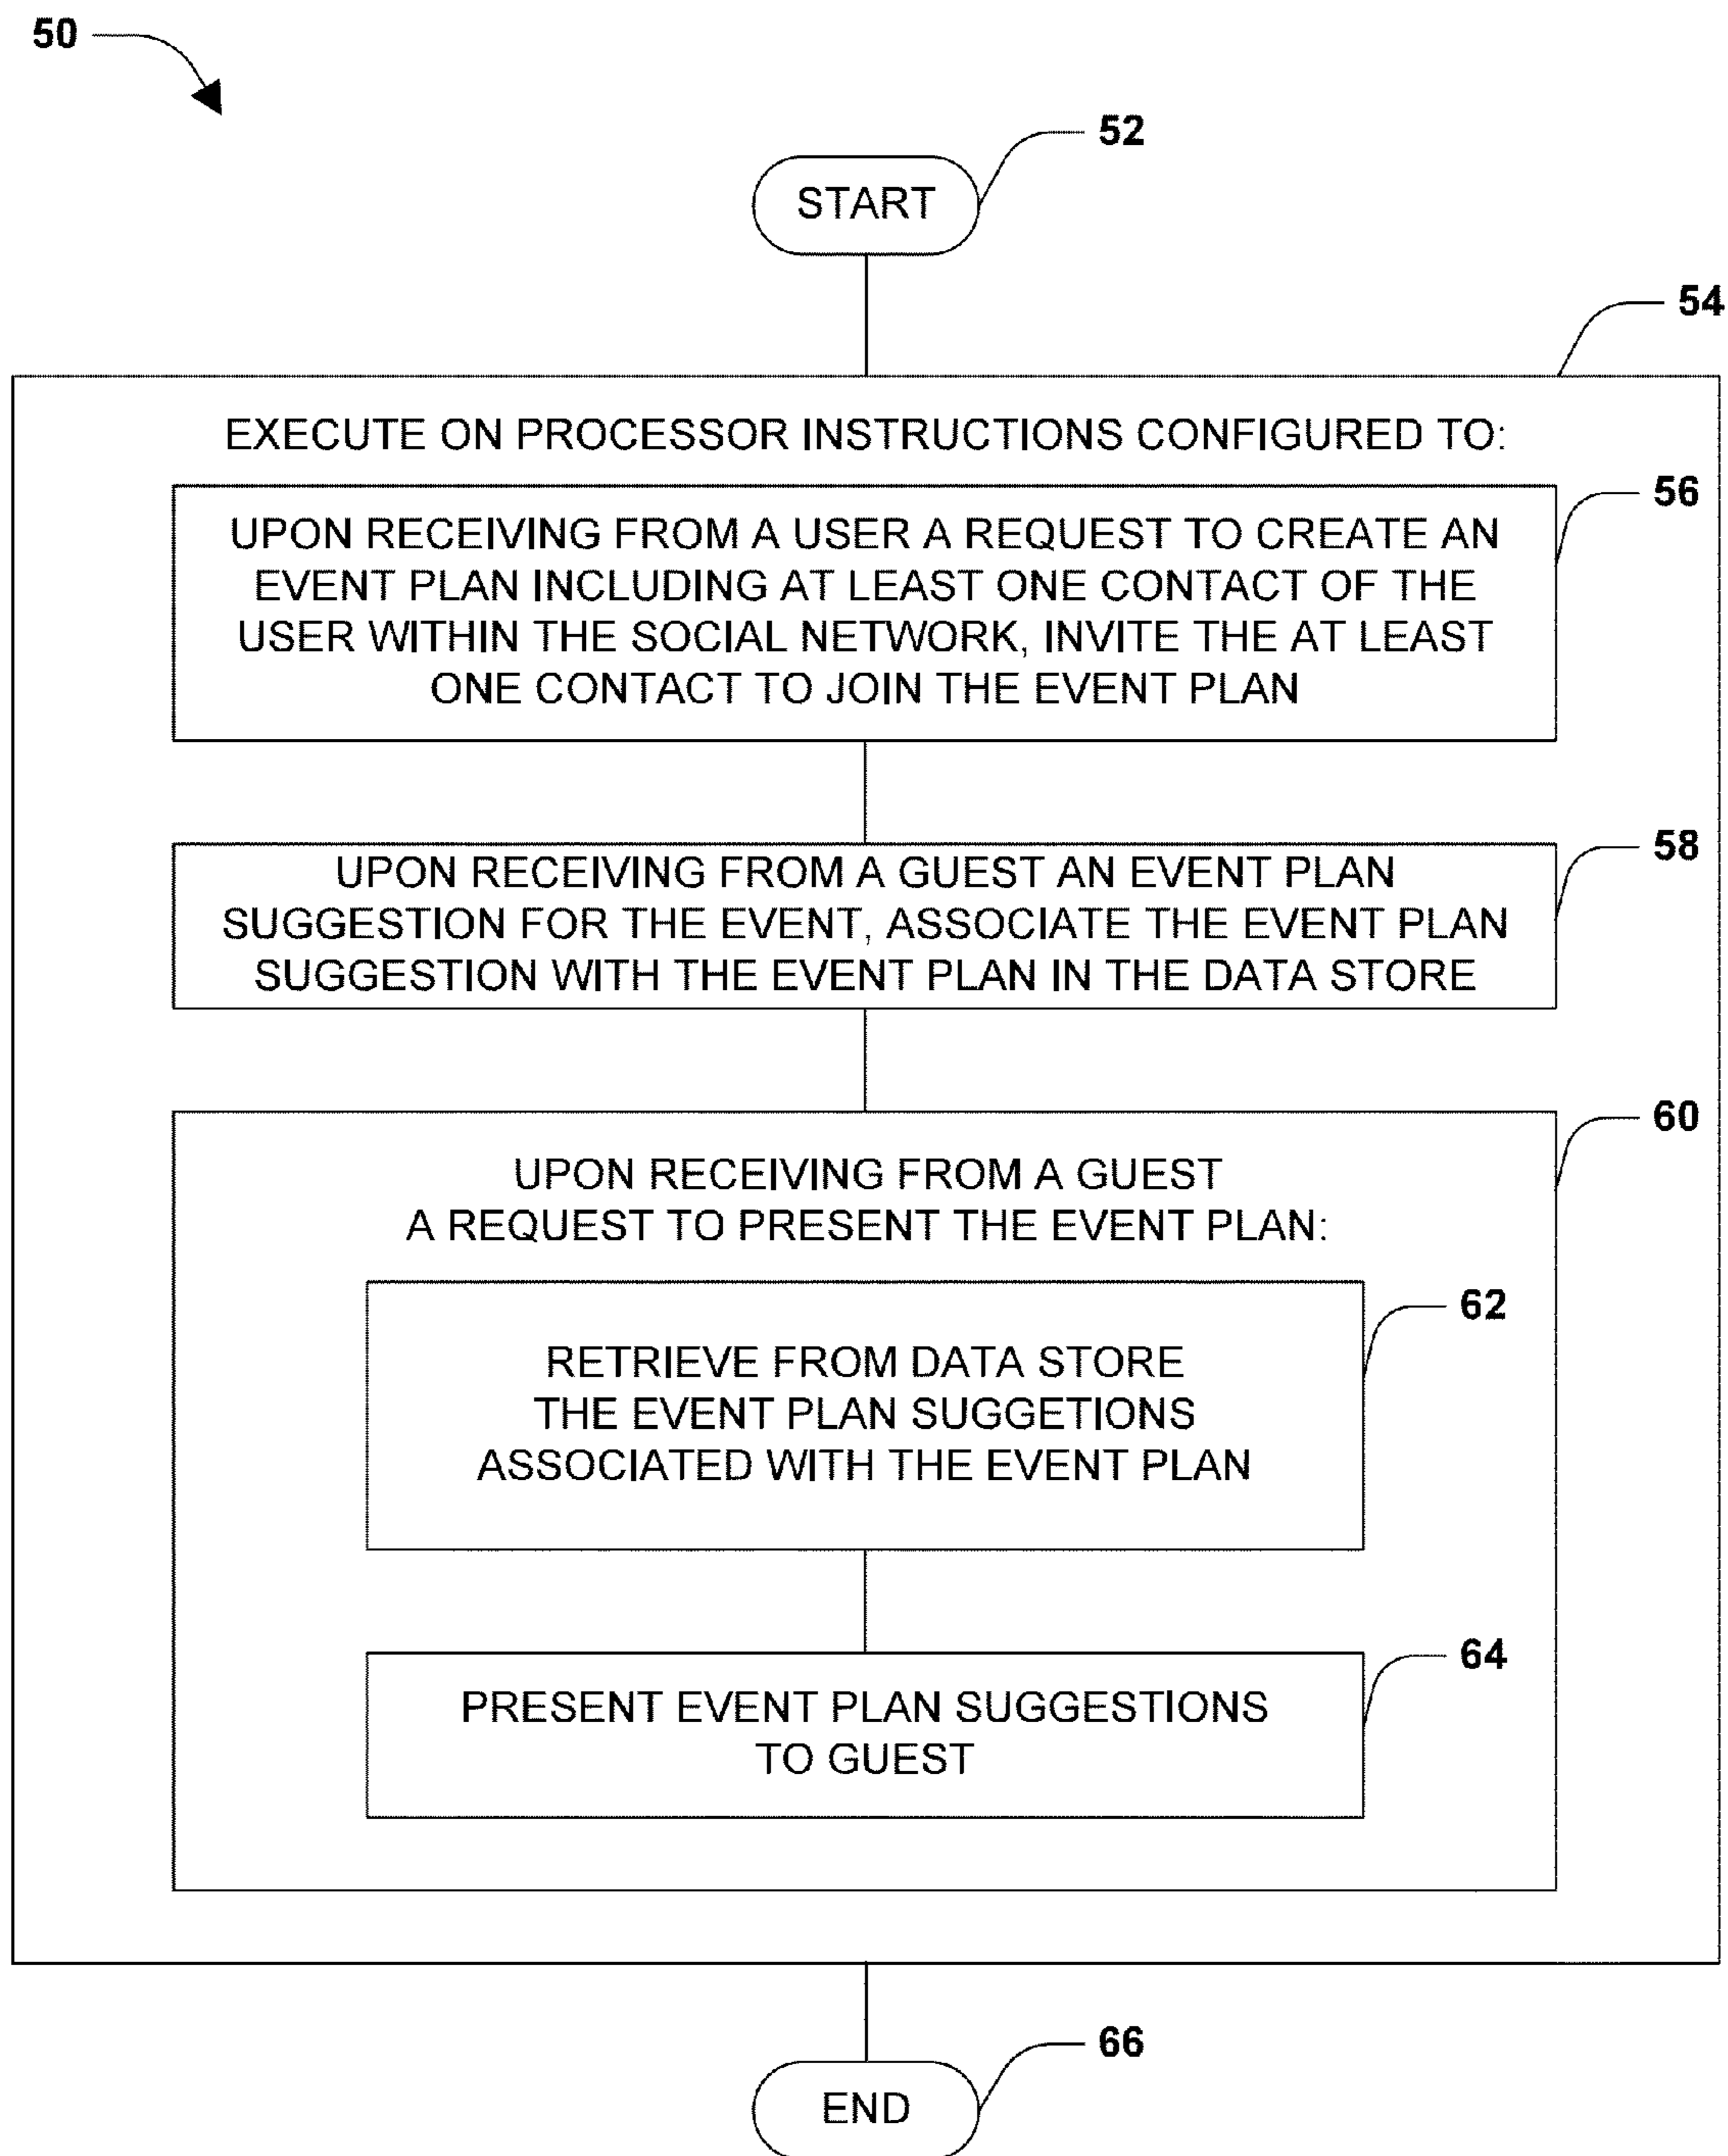 50
52
START
54
EXECUTE ON PROCESSOR INSTRUCTIONS CONFIGURED TO:
56
UPON RECEIVING FROM A USER A REQUEST TO CREATE AN
EVENT PLAN INCLUDING AT LEAST ONE CONTACT OF THE
USER WITHIN THE SOCIAL NETWORK, INVITE THE AT LEAST
ONE CONTACT TO JOIN THE EVENT PLAN
58
UPON RECEIVING FROM A GUEST AN EVENT PLAN
SUGGESTION FOR THE EVENT, ASSOCIATE THE EVENT PLAN
SUGGESTION WITH THE EVENT PLAN IN THE DATA STORE
60
UPON RECEIVING FROM A GUEST
A REQUEST TO PRESENT THE EVENT PLAN:
62
RETRIEVE FROM DATA STORE
THE EVENT PLAN SUGGETIONS
ASSOCIATED WITH THE EVENT PLAN
64
PRESENT EVENT PLAN SUGGESTIONS
TO GUEST
66
END